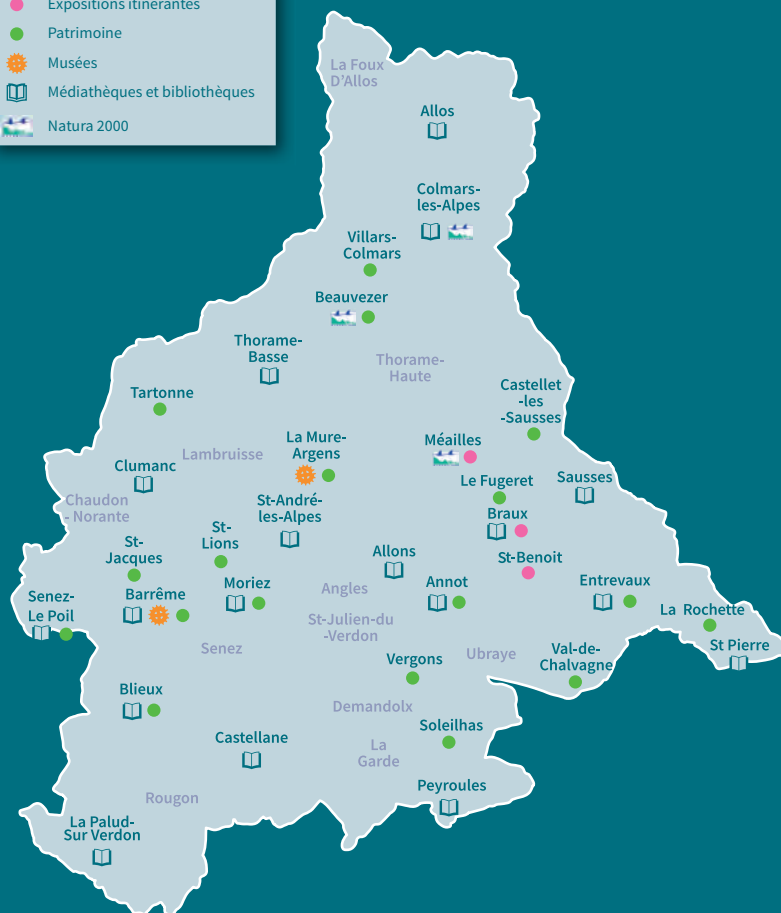 Expositions itinérantes
Patrimoine
Musées
Médiathèques et bibliothèques
Natura 2000
La Foux
D'Allos
Allos
Colmars-
les-Alpes
Villars-
Colmars
Beauvezer
Thorame-
Basse
Thorame-
Haute
Castellet
-les
-Sausses
Tartonne
La Mure-
Argens
Méailles
Lambruisse
Clumanc
Le Fugeret
Sausses
Chaudon
- Norante
St-André-
les-Alpes
Braux
St-
Lions
St-
Jacques
Allons
St-Benoit
Senez-
Le Poil
Barrême
Moriez
Angles
Annot
Entrevaux
La Rochette
St-Julien-du
-Verdon
Senez
Vergons
Ubraye
Val-de-
Chalvagne
St Pierre
Blieux
Demandolx
Castellane
La
Garde
Soleilhas
Peyroules
Rougon
La Palud-
Sur Verdon